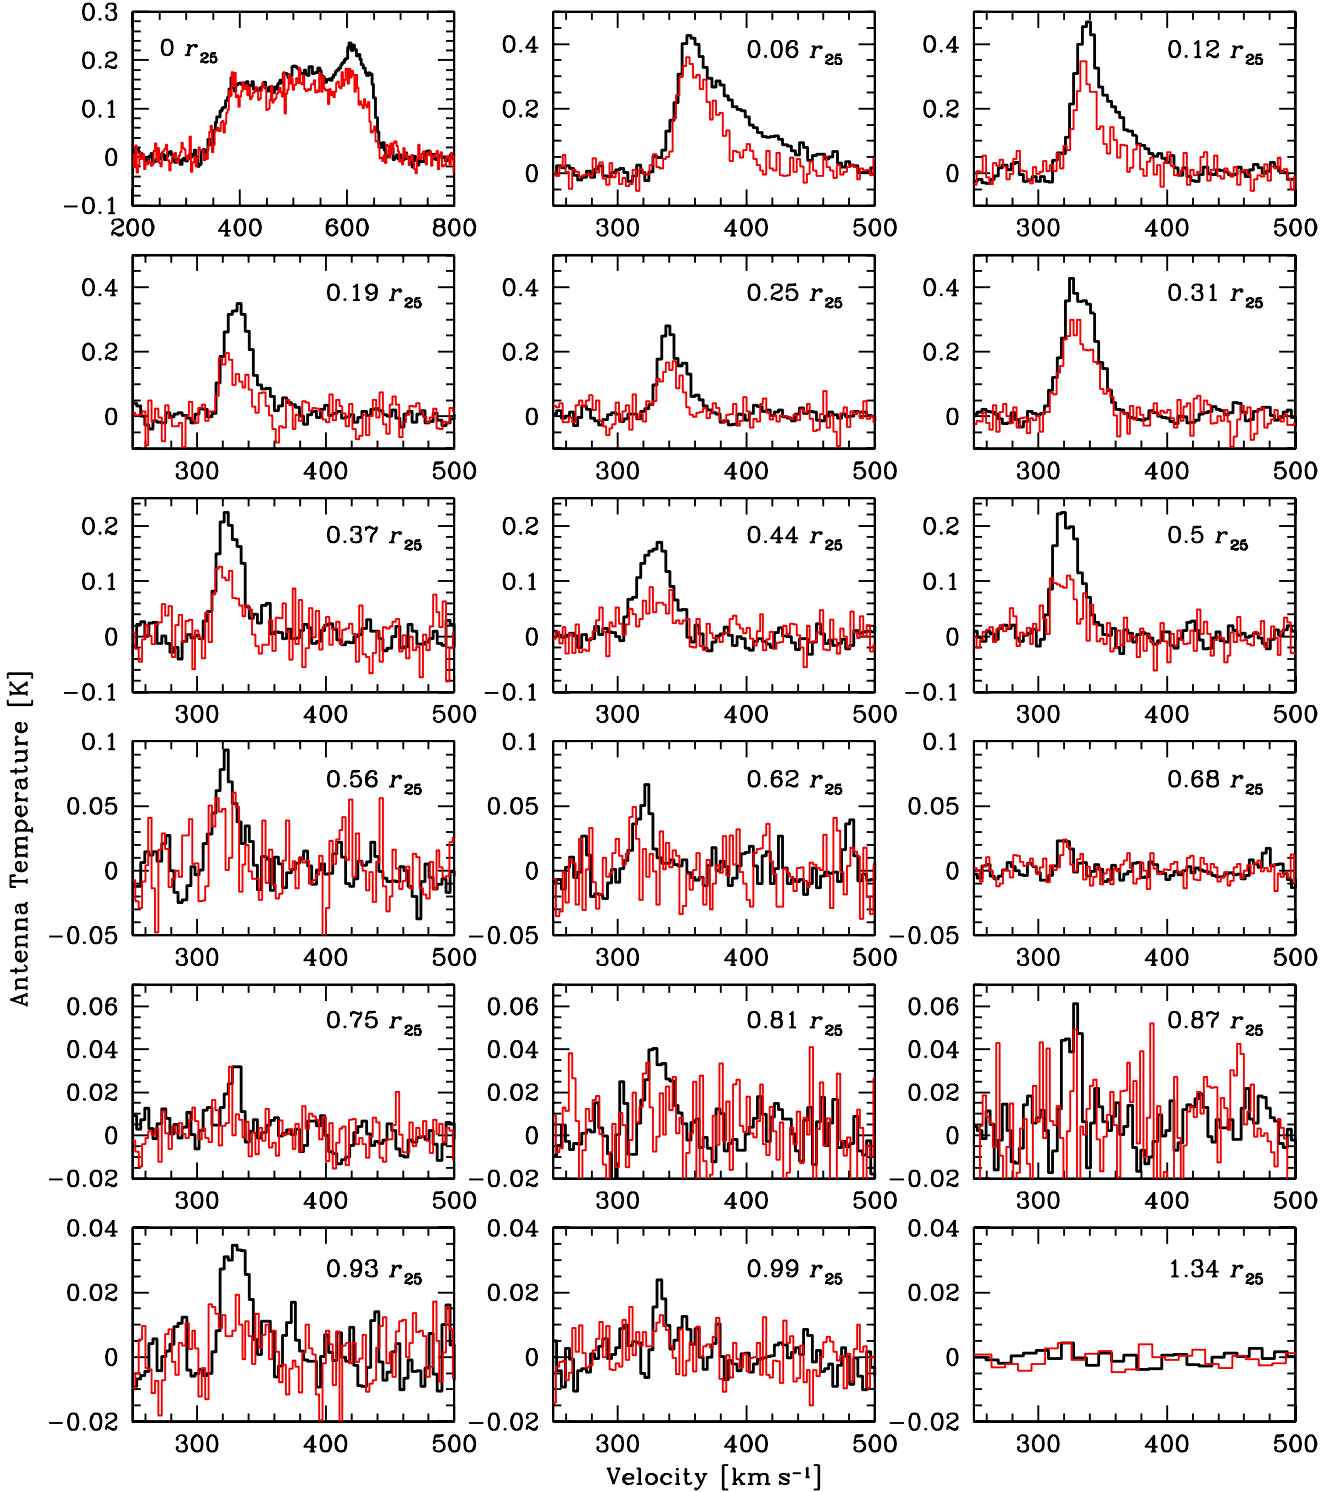 0.3
0.2
0.1
0
−0.1
0 r25
200 400 600 800
0.4
0.2
0
0.06 r25
300 400 500
0.4
0.2
0
0.12 r25
300 400 500
0.4
0.2
0
0.19 r25
300 400 500
0.4
0.2
0
0.25 r25
300 400 500
0.4
0.2
0
0.31 r25
300 400 500
0.2
0.1
0
−0.1
0.37 r25
300 400 500
0.2
0.1
0
−0.1
0.44 r25
300 400 500
0.2
0.1
0
−0.1
0.5 r25
300 400 500
0.1
0.05
0
−0.05
0.56 r25
300 400 500
0.1
0.05
0
−0.05
0.62 r25
300 400 500
0.1
0.05
0
−0.05
0.68 r25
300 400 500
0.06
0.04
0.02
0
−0.02
0.75 r25
300 400 500
0.06
0.04
0.02
0
−0.02
0.81 r25
300 400 500
0.06
0.04
0.02
0
−0.02
0.87 r25
300 400 500
0.04
0.02
0
−0.02
0.93 r25
300 400 500
0.04
0.02
0
−0.02
0.99 r25
300 400 500
0.04
0.02
0
−0.02
1.34 r25
300 400 500
Antenna Temperature [K]
Velocity [km s⁻¹]